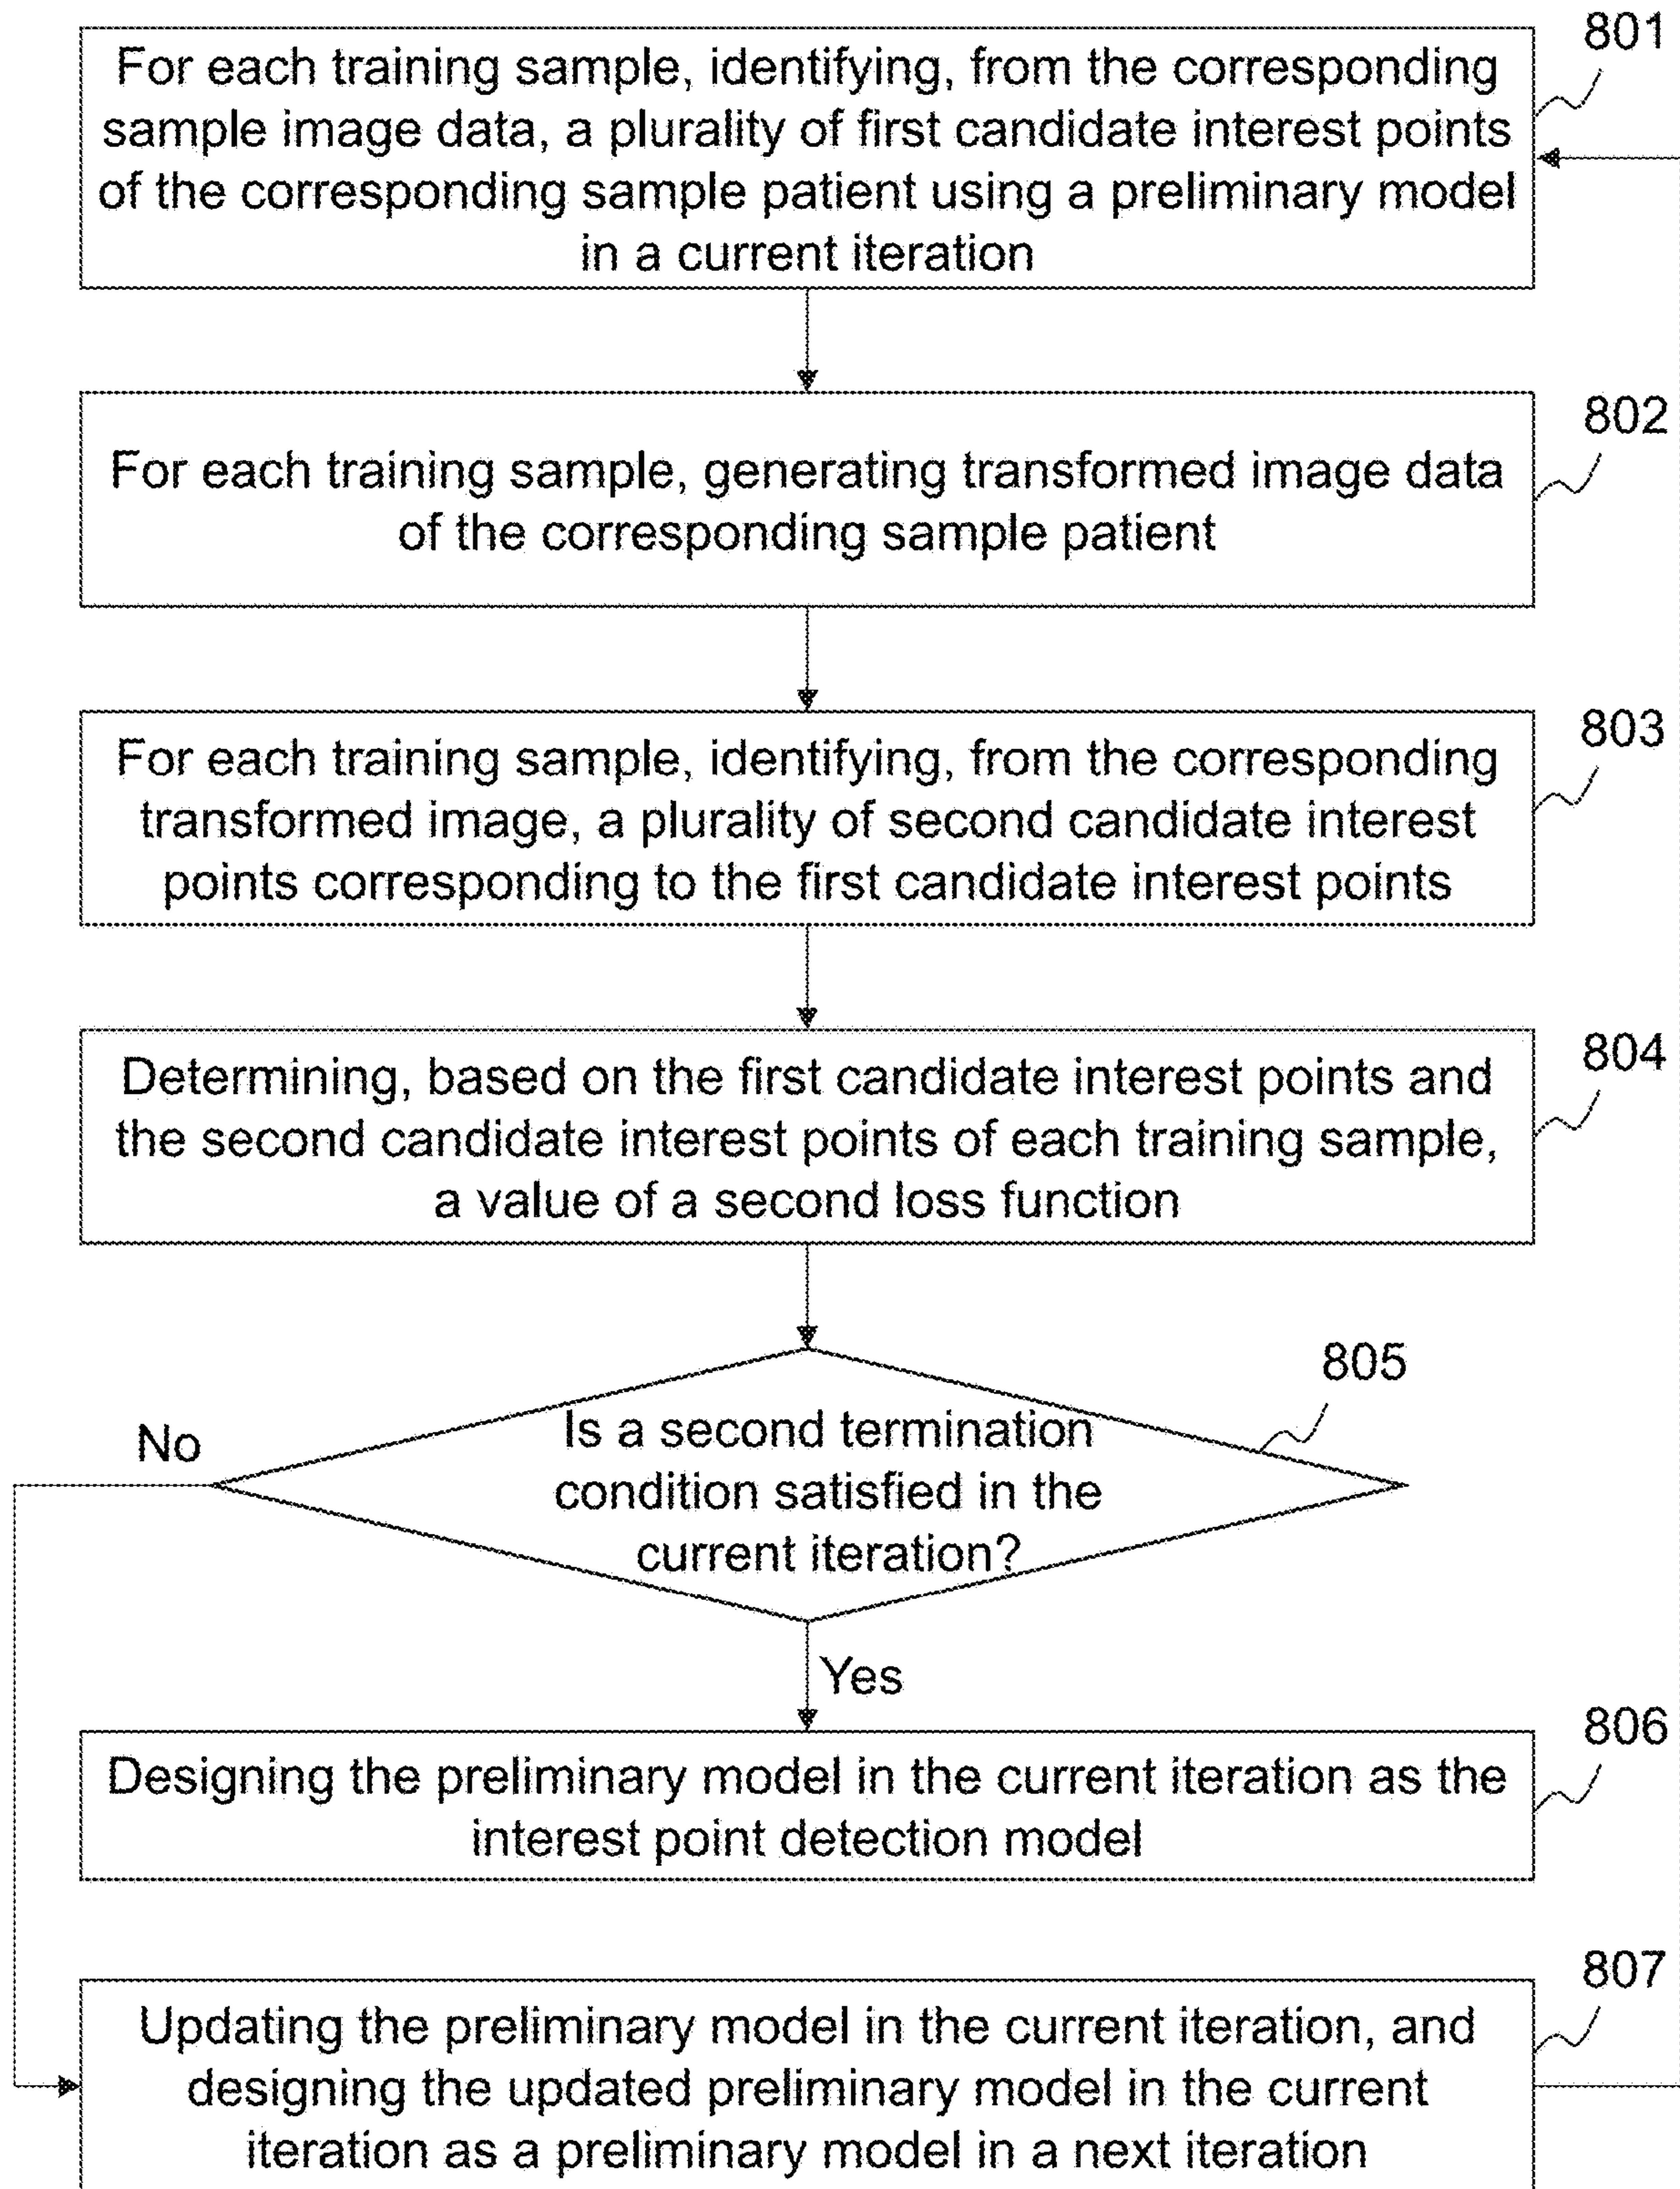 801
For each training sample, identifying, from the corresponding
sample image data, a plurality of first candidate interest points
of the corresponding sample patient using a preliminary model
in a current iteration
802
For each training sample, generating transformed image data
of the corresponding sample patient
803
For each training sample, identifying, from the corresponding
transformed image, a plurality of second candidate interest
points corresponding to the first candidate interest points
804
Determining, based on the first candidate interest points and
the second candidate interest points of each training sample,
a value of a second loss function
805
No
Is a second termination
condition satisfied in the
current iteration?
Yes
806
Designing the preliminary model in the current iteration as the
interest point detection model
807
Updating the preliminary model in the current iteration, and
designing the updated preliminary model in the current
iteration as a preliminary model in a next iteration